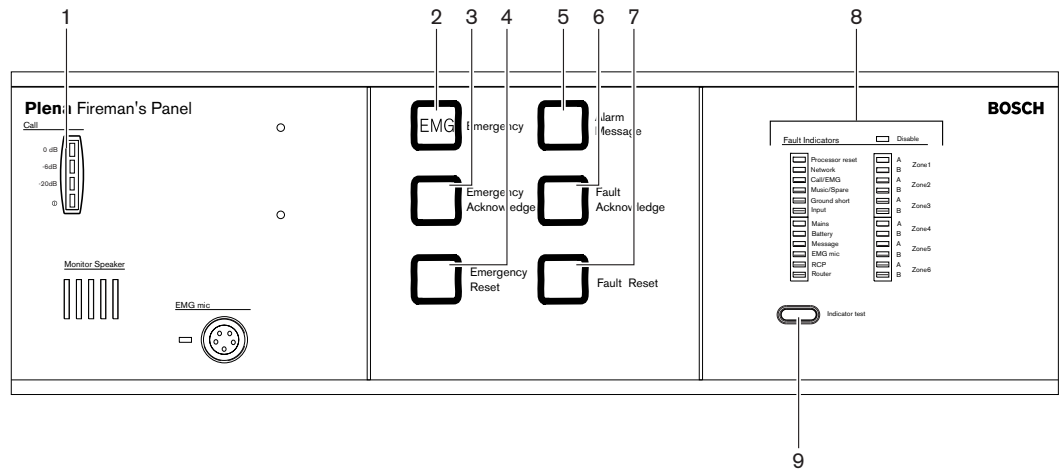 1 2 3 4 5 6 7 8
Plena Fireman's Panel
Call
0 dB
-6dB
-20dB
Monitor Speaker
EMG mic
EMG Emergency
Emergency
Acknowledge
Emergency
Reset
Alarm
Message
Fault
Acknowledge
Fault Reset
BOSCH
Fault Indicators
Disable
Processor reset
Network
Call/EMG
Music/Spare
Ground short
Input
Mains
Battery
Message
EMG mic
RCP
Router
A
Zone1
B
A
Zone2
B
A
Zone3
B
A
Zone4
B
A
Zone5
B
A
Zone6
B
Indicator test
9